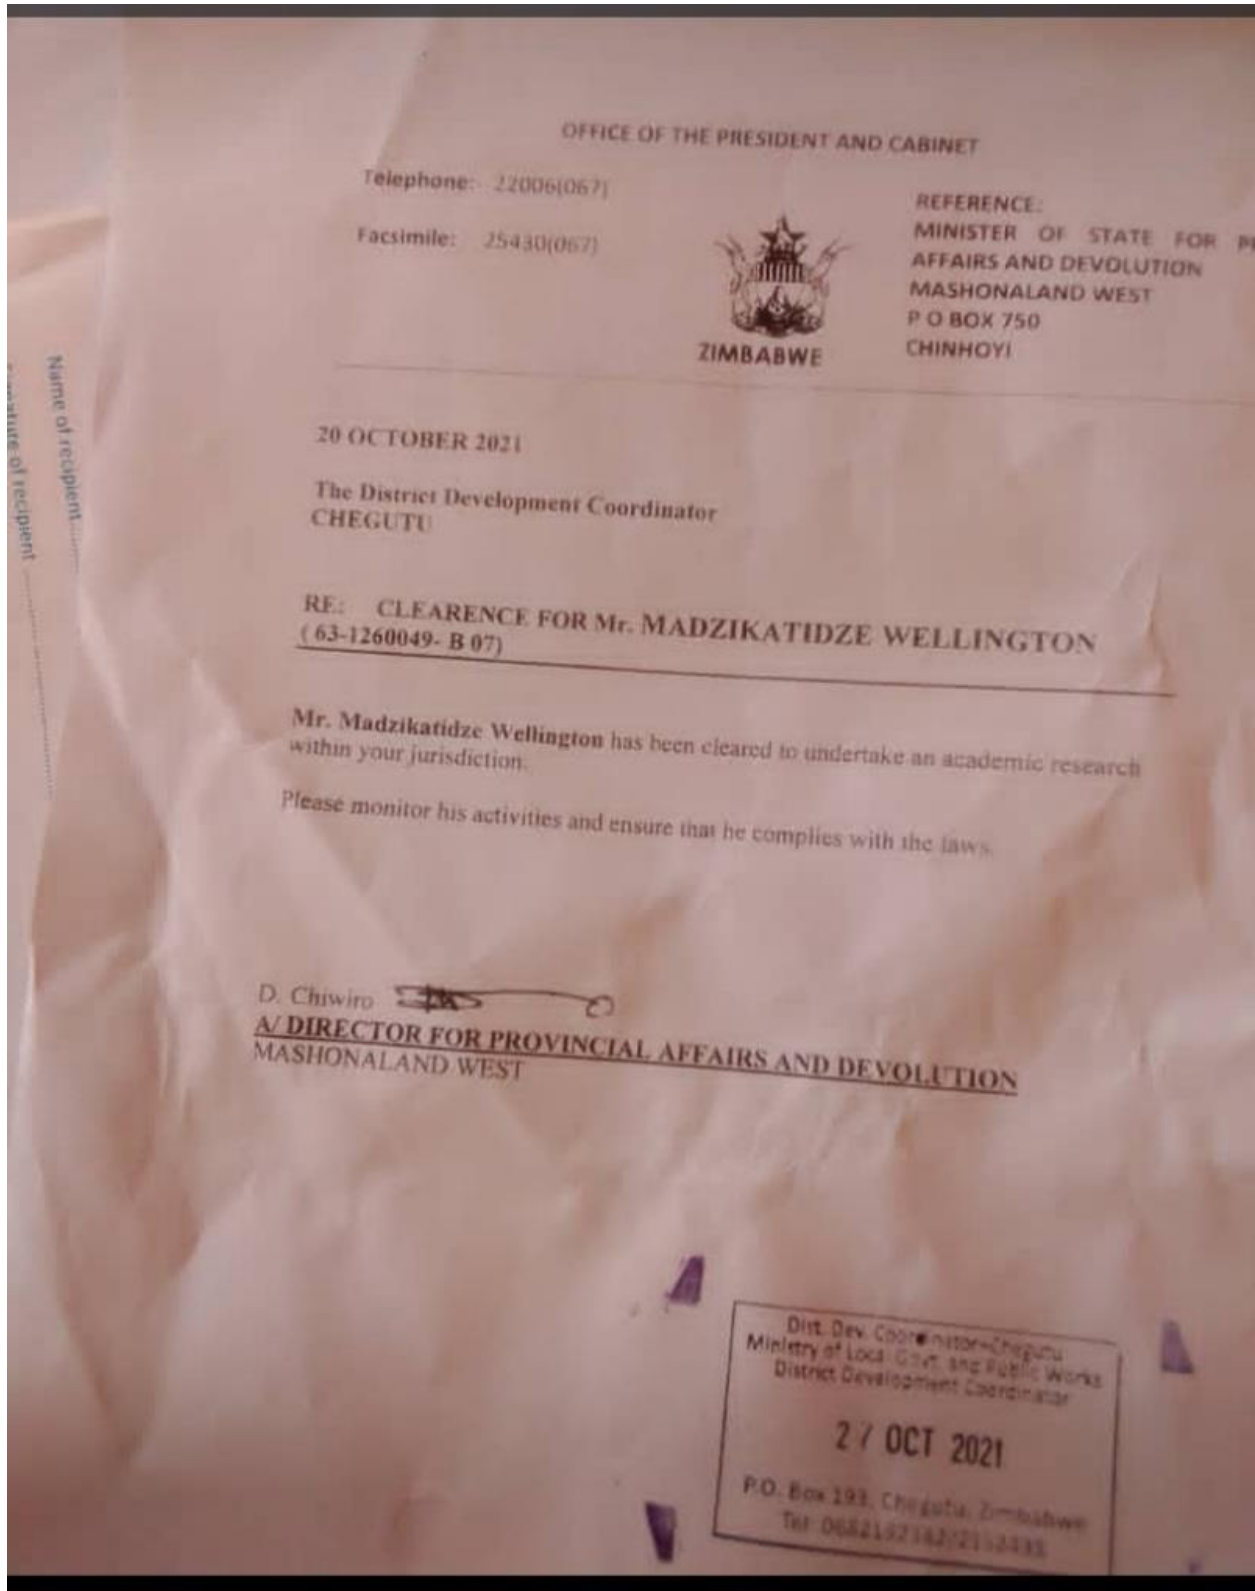 OFFICE OF THE PRESIDENT AND CABINET
Telephone: 22006(067)
Facsimile: 25430(067)
ZIMBABWE
REFERENCE:
MINISTER OF STATE FOR
AFFAIRS AND DEVOLUTION
MASHONALAND WEST
P O BOX 750
CHINHOYI
20 OCTOBER 2021
The District Development Coordinator
CHEGUTU
RE: CLEARENCE FOR Mr. MADZIKATIDZE WELLINGTON
( 63-1260049- B 07)
Mr. Madzikatidze Wellington has been cleared to undertake an academic research
within your jurisdiction.
Please monitor his activities and ensure that he complies with the laws.
D. Chiwiro
A/ DIRECTOR FOR PROVINCIAL AFFAIRS AND DEVOLUTION
MASHONALAND WEST
Dist. Dev. Coordinator-Chegutu
Ministry of Local Govt. and Public Works
District Development Coordinator
27 OCT 2021
P.O. Box 193, Chegutu, Zimbabwe
Tel:
Name of recipient
of recipient